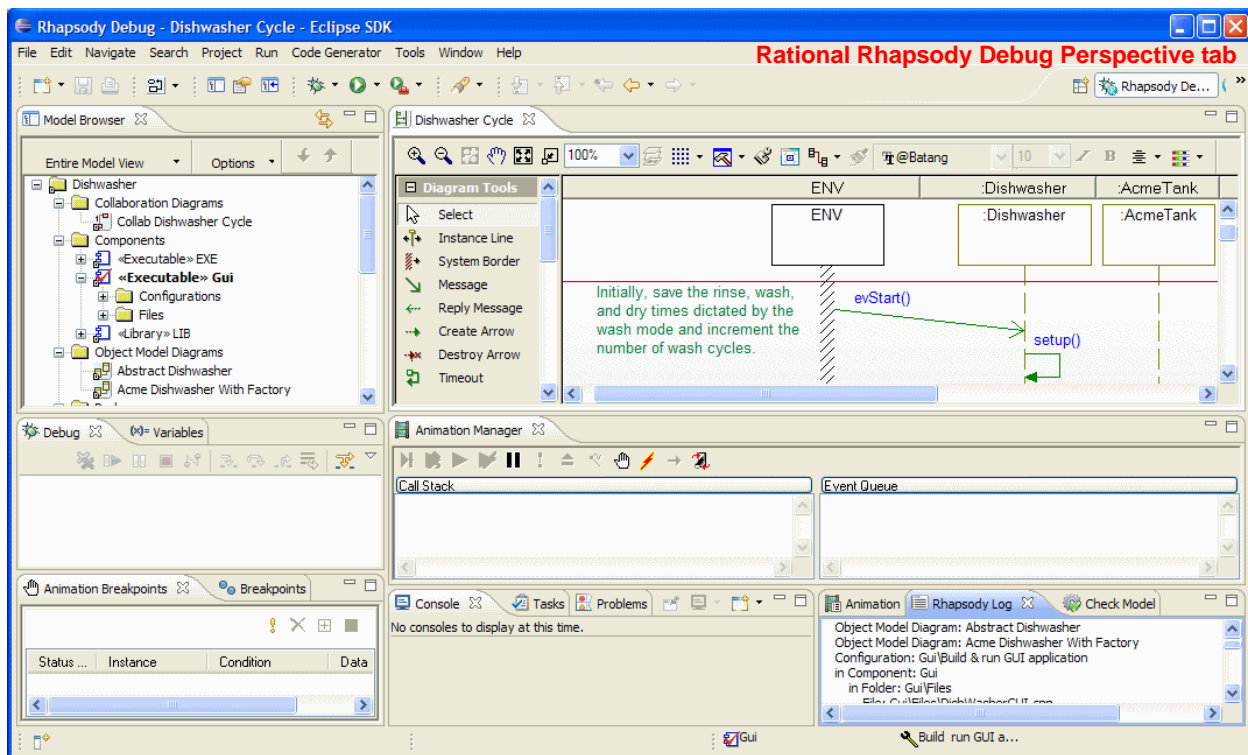 Rhapsody Debug - Dishwasher Cycle - Eclipse SDK
File Edit Navigate Search Project Run Code Generator Tools Window Help
Rational Rhapsody Debug Perspective tab
Rhapsody De...
Model Browser
Entire Model View
Options
Dishwasher
Collaboration Diagrams
Collab Dishwasher Cycle
Components
«Executable» EXE
«Executable» Gui
Configurations
Files
«Library» LIB
Object Model Diagrams
Abstract Dishwasher
Acme Dishwasher With Factory
Dishwasher Cycle
100%
@Batang
10
Diagram Tools
Select
Instance Line
System Border
Message
Reply Message
Create Arrow
Destroy Arrow
Timeout
ENV :Dishwasher :AcmeTank
ENV :Dishwasher :AcmeTank
Initially, save the rinse, wash,
and dry times dictated by the
wash mode and increment the
number of wash cycles.
evStart()
setup()
Debug
(x)= Variables
Animation Manager
Call Stack
Event Queue
Animation Breakpoints
Breakpoints
Status ... Instance Condition Data
Console
Tasks
Problems
No consoles to display at this time.
Animation
Rhapsody Log
Check Model
Object Model Diagram: Abstract Dishwasher
Object Model Diagram: Acme Dishwasher With Factory
Configuration: Gui\Build & run GUI application
in Component: Gui
in Folder: Gui\Files
File: Gui\Files\DishWasherGUI.cpp
Gui
Build run GUI a...